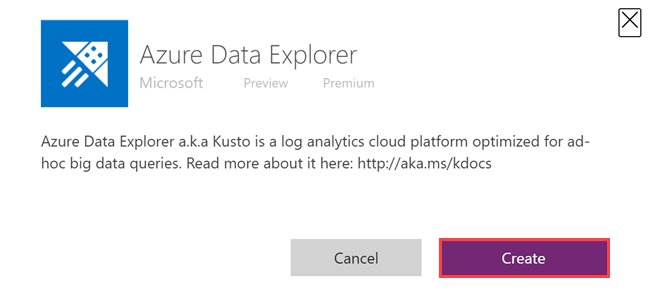 Azure Data Explorer
Microsoft Preview Premium
Azure Data Explorer a.k.a Kusto is a log analytics cloud platform optimized for ad-
hoc big data queries. Read more about it here: http://aka.ms/kdocs
Cancel Create